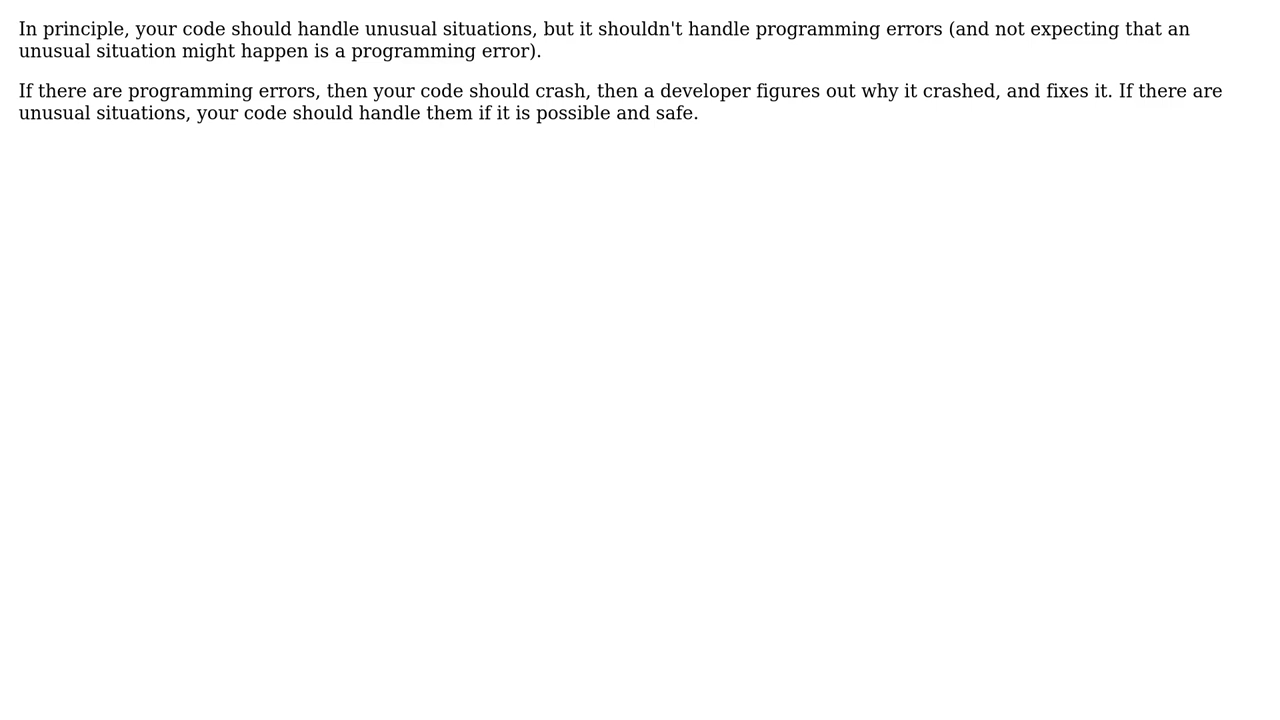 In principle, your code should handle unusual situations, but it shouldn't handle programming errors (and not expecting that an
unusual situation might happen is a programming error).
If there are programming errors, then your code should crash, then a developer figures out why it crashed, and fixes it. If there are
unusual situations, your code should handle them if it is possible and safe.